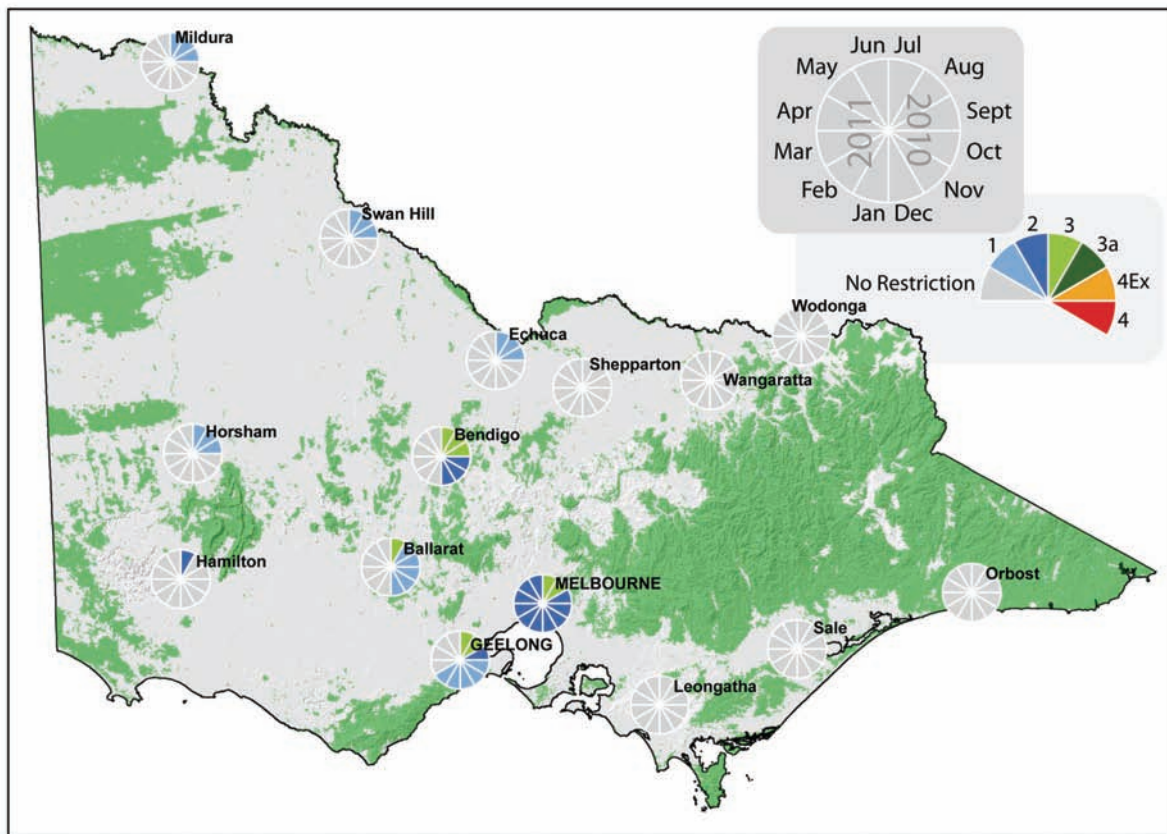 Mildura
Jun Jul
May
Aug
Apr
Sept
2011
2010
Mar
Oct
Feb
Nov
Jan Dec
Swan Hill
1
2
3
3a
No Restriction
4Ex
4
Wodonga
Echuca
Shepparton
Wangaratta
Horsham
Bendigo
Hamilton
Ballarat
MELBOURNE
Orbost
Sale
GEELONG
Leongatha